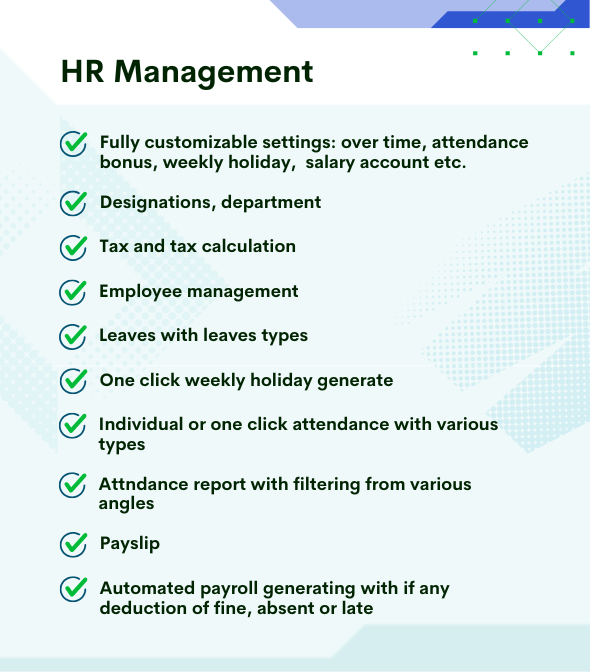 HR Management
Fully customizable settings: over time, attendance
bonus, weekly holiday,  salary account etc.
Designations, department
Tax and tax calculation
Employee management
Leaves with leaves types
One click weekly holiday generate
Individual or one click attendance with various
types
Attndance report with filtering from various
angles
Payslip
Automated payroll generating with if any
deduction of fine, absent or late